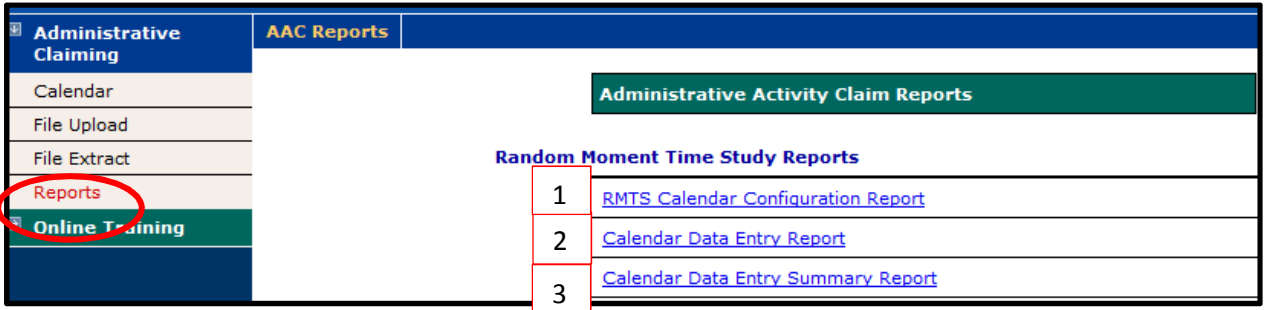 Administrative
Claiming
Calendar
File Upload
File Extract
Reports
Online Training
AAC Reports
Administrative Activity Claim Reports
Random Moment Time Study Reports
1 RMTS Calendar Configuration Report
2 Calendar Data Entry Report
3 Calendar Data Entry Summary Report